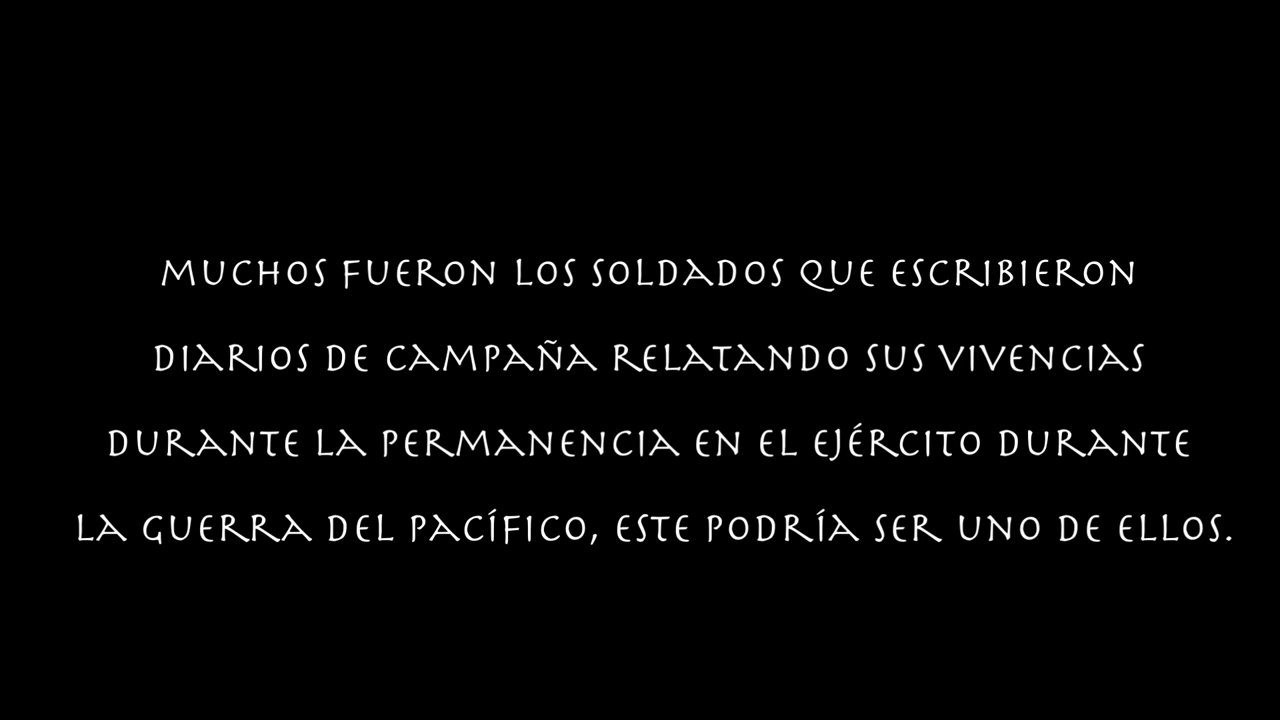 MUCHOS FUERON LOS SOLDADOS QUE ESCRIBIERON
DIARIOS DE CAMPAÑA RELATANDO SUS VIVENCIAS
DURANTE LA PERMANENCIA EN EL EJÉRCITO DURANTE
LA GUERRA DEL PACÍFICO, ESTE PODRÍA SER UNO DE ELLOS.